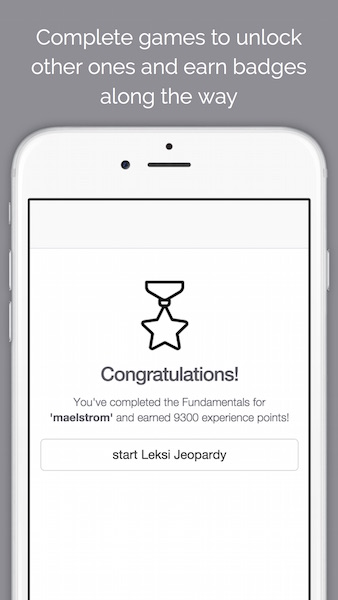 Complete games to unlock
other ones and earn badges
along the way
Congratulations!
You've completed the Fundamentals for
'maelstrom' and earned 9300 experience points!
start Leksi Jeopardy